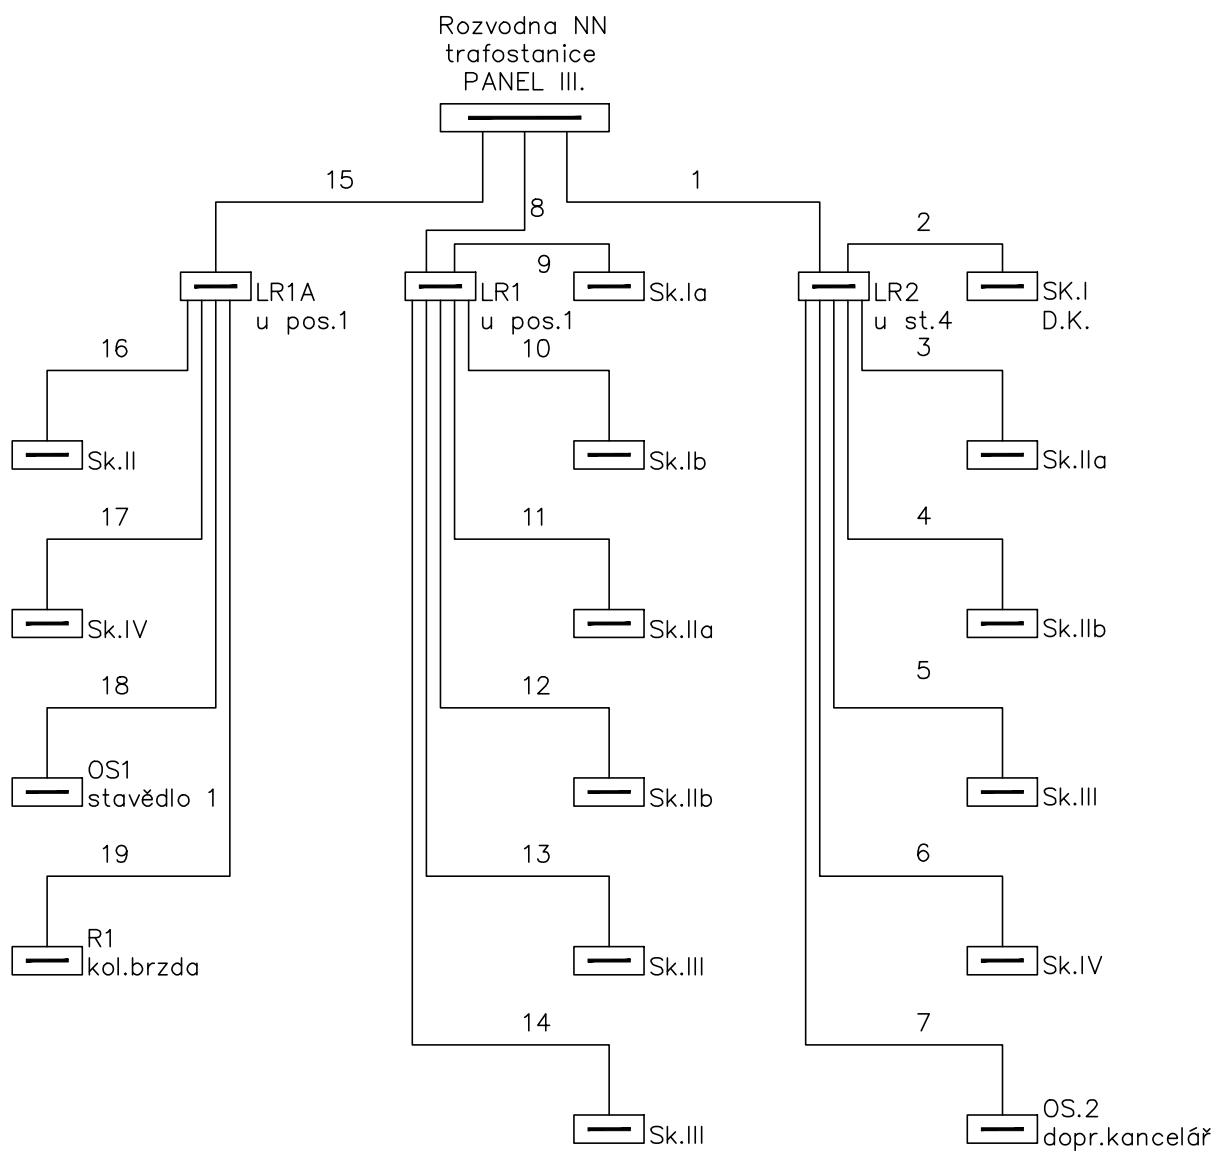 Rozvodna NN
trafostanice
PANEL III.
15
1
8
2
9
LR1A
u pos.1
LR1
u pos.1
Sk.Ia
LR2
u st.4
SK.I
D.K.
16
10
3
Sk.II
Sk.Ib
Sk.IIa
17
11
4
Sk.IV
Sk.IIa
Sk.IIb
18
12
5
OS1
stavědlo 1
Sk.IIb
Sk.III
19
13
6
R1
kol.brzda
Sk.III
Sk.IV
14
7
Sk.III
OS.2
dopr.kancelář